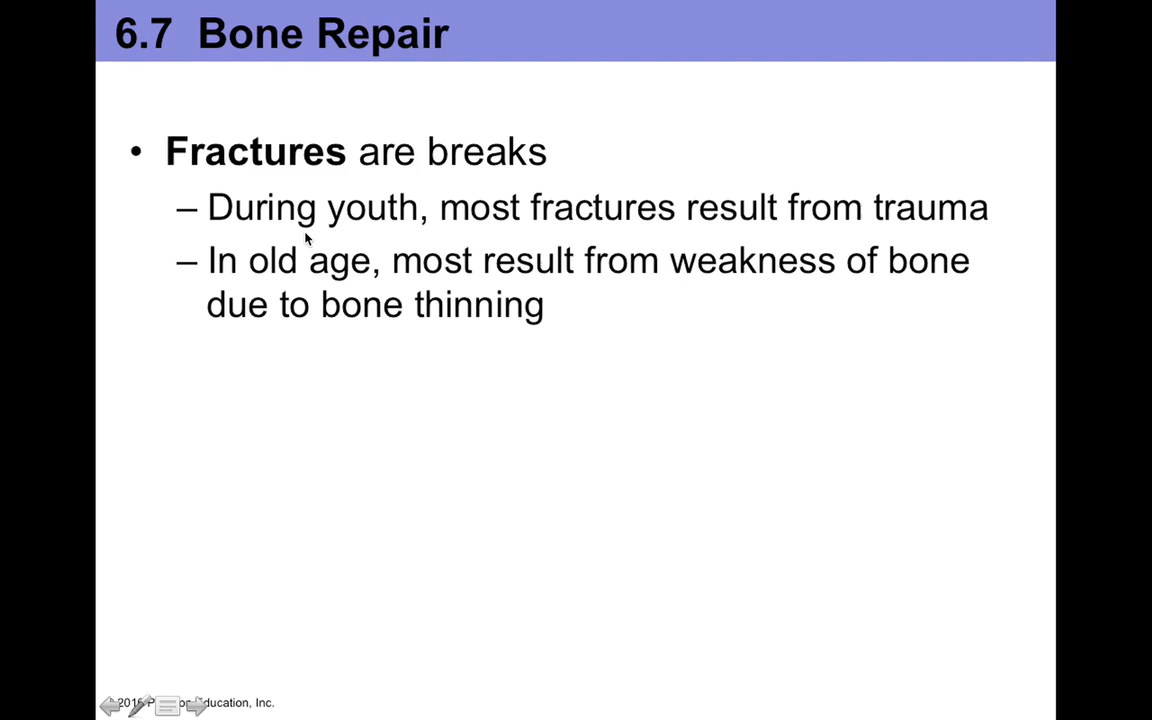 6.7 Bone Repair
• Fractures are breaks
– During youth, most fractures result from trauma
– In old age, most result from weakness of bone
due to bone thinning
Education, Inc.